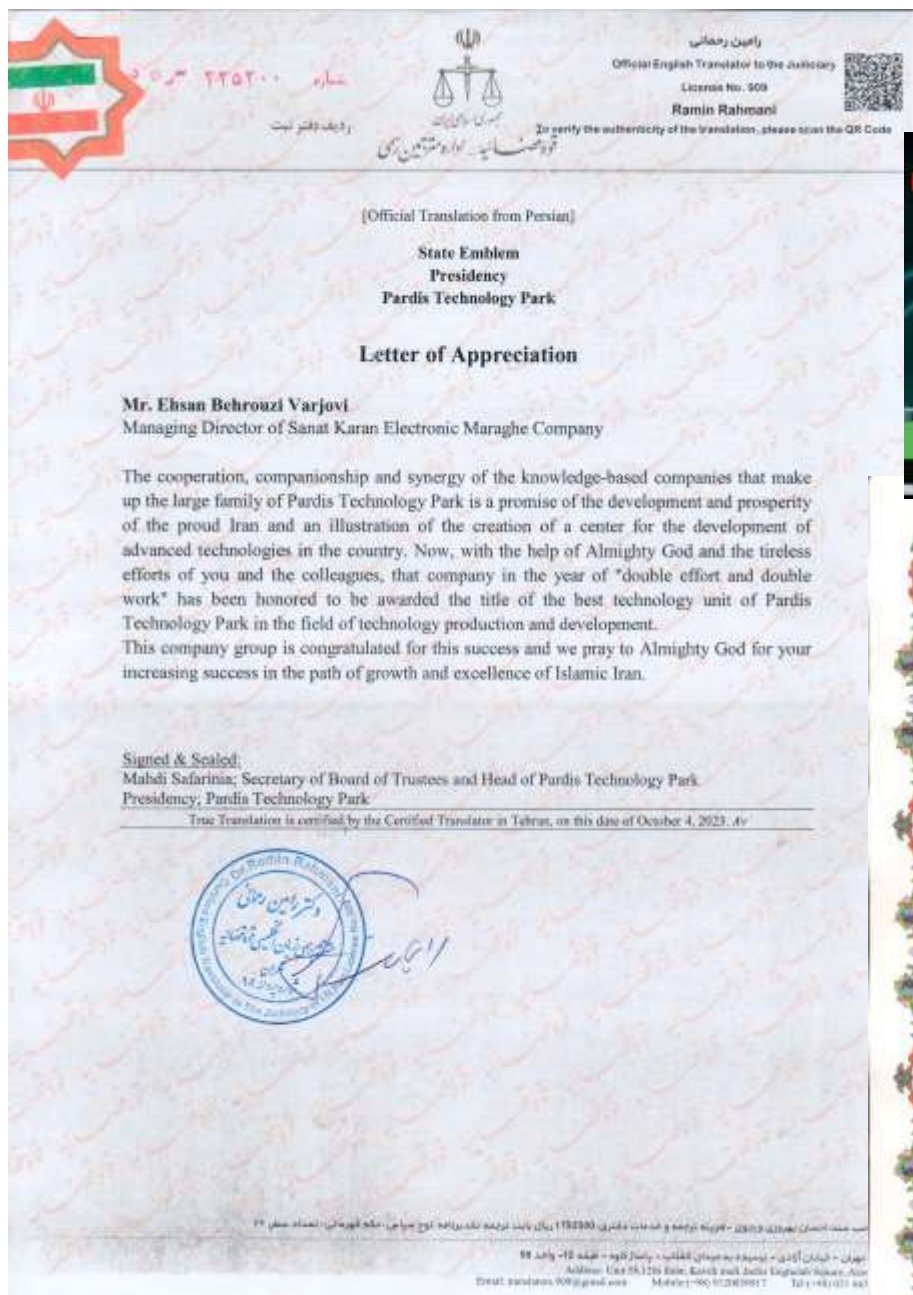 رامین رحمانی
Official English Translator to the Judiciary
License No. 909
Ramin Rahmani
To verify the authenticity of the translation, please scan the QR Code
شماره
ردیف دفتر ثبت
[Official Translation from Persian]
State Emblem
Presidency
Pardis Technology Park
Letter of Appreciation
Mr. Ehsan Behrouzi Varjovi
Managing Director of Sanat Karan Electronic Maraghe Company
The cooperation, companionship and synergy of the knowledge-based companies that make
up the large family of Pardis Technology Park is a promise of the development and prosperity
of the proud Iran and an illustration of the creation of a center for the development of
advanced technologies in the country. Now, with the help of Almighty God and the tireless
efforts of you and the colleagues, that company in the year of "double effort and double
work" has been honored to be awarded the title of the best technology unit of Pardis
Technology Park in the field of technology production and development.
This company group is congratulated for this success and we pray to Almighty God for your
increasing success in the path of growth and excellence of Islamic Iran.
Signed & Sealed:
Mahdi Safarinia; Secretary of Board of Trustees and Head of Pardis Technology Park
Presidency; Pardis Technology Park
True Translation is certified by the Certified Translator in Tehran, on this date of October 4, 2023. Av
دکتر رامین رحمانی